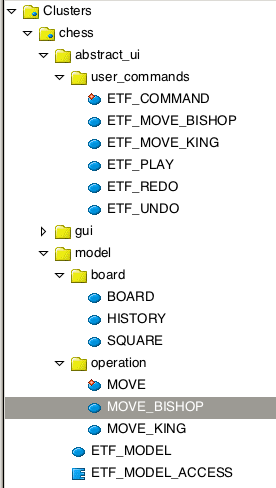 Clusters
chess
abstract_ui
user_commands
ETF_COMMAND
ETF_MOVE_BISHOP
ETF_MOVE_KING
ETF_PLAY
ETF_REDO
ETF_UNDO
gui
model
board
BOARD
HISTORY
SQUARE
operation
MOVE
MOVE_BISHOP
MOVE_KING
ETF_MODEL
ETF_MODEL_ACCESS